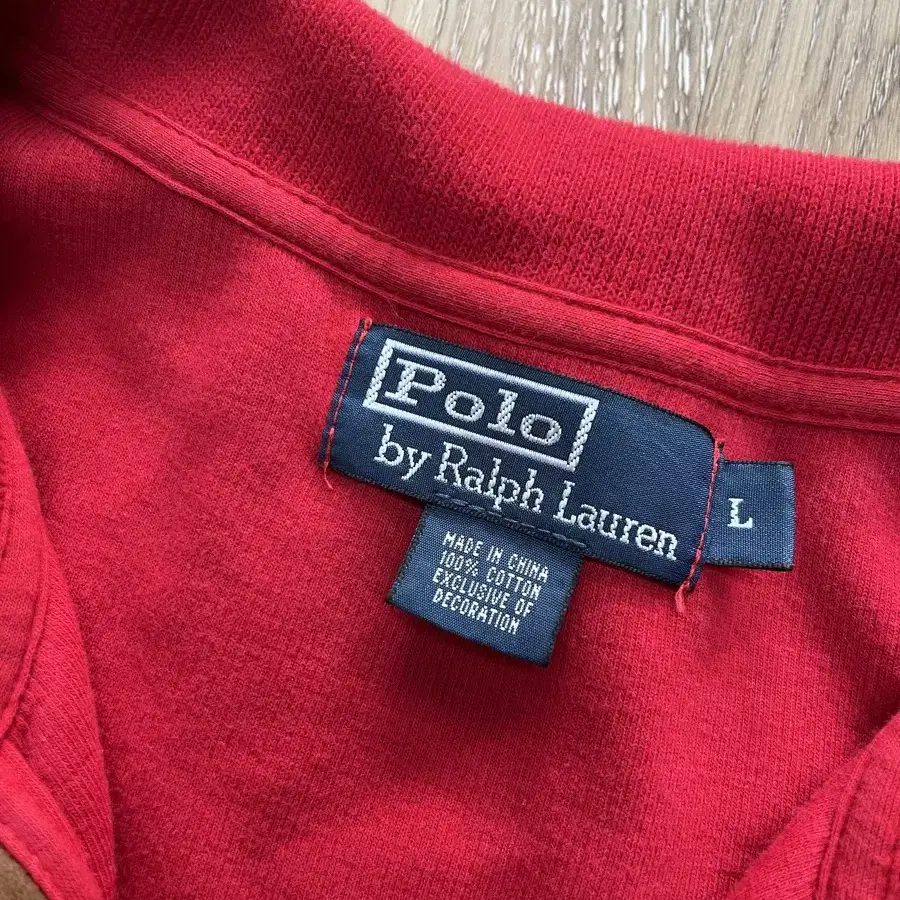 Polo
by Ralph Lauren
L
MADE IN CHINA
100% COTTON
EXCLUSIVE OF
DECORATION